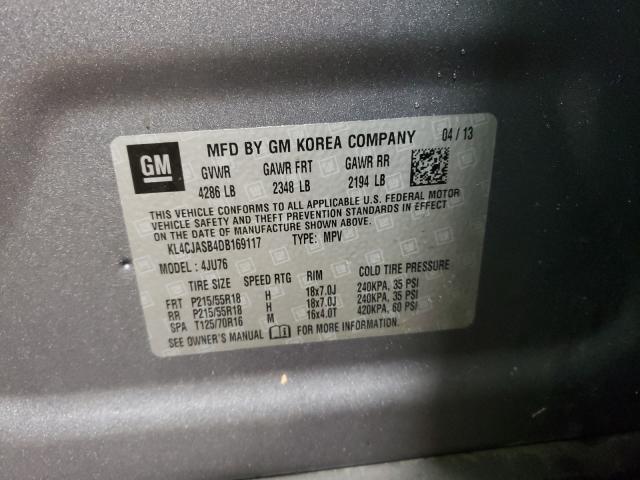 GM
MFD BY GM KOREA COMPANY 04 / 13
GVWR GAWR FRT GAWR RR
4286 LB 2348 LB 2194 LB
THIS VEHICLE CONFORMS TO ALL APPLICABLE U.S. FEDERAL MOTOR
VEHICLE SAFETY AND THEFT PREVENTION STANDARDS IN EFFECT
ON THE DATE OF MANUFACTURE SHOWN ABOVE.
KL4CJASB4DB169117 TYPE: MPV
MODEL : 4JU76
TIRE SIZE SPEED RTG RIM COLD TIRE PRESSURE
FRT P215/55R18 H 18x7.0J 240KPA, 35 PSI
RR P215/55R18 H 18x7.0J 240KPA, 35 PSI
SPA T125/70R16 M 16x4.0T 420KPA, 60 PSI
SEE OWNER'S MANUAL FOR MORE INFORMATION.